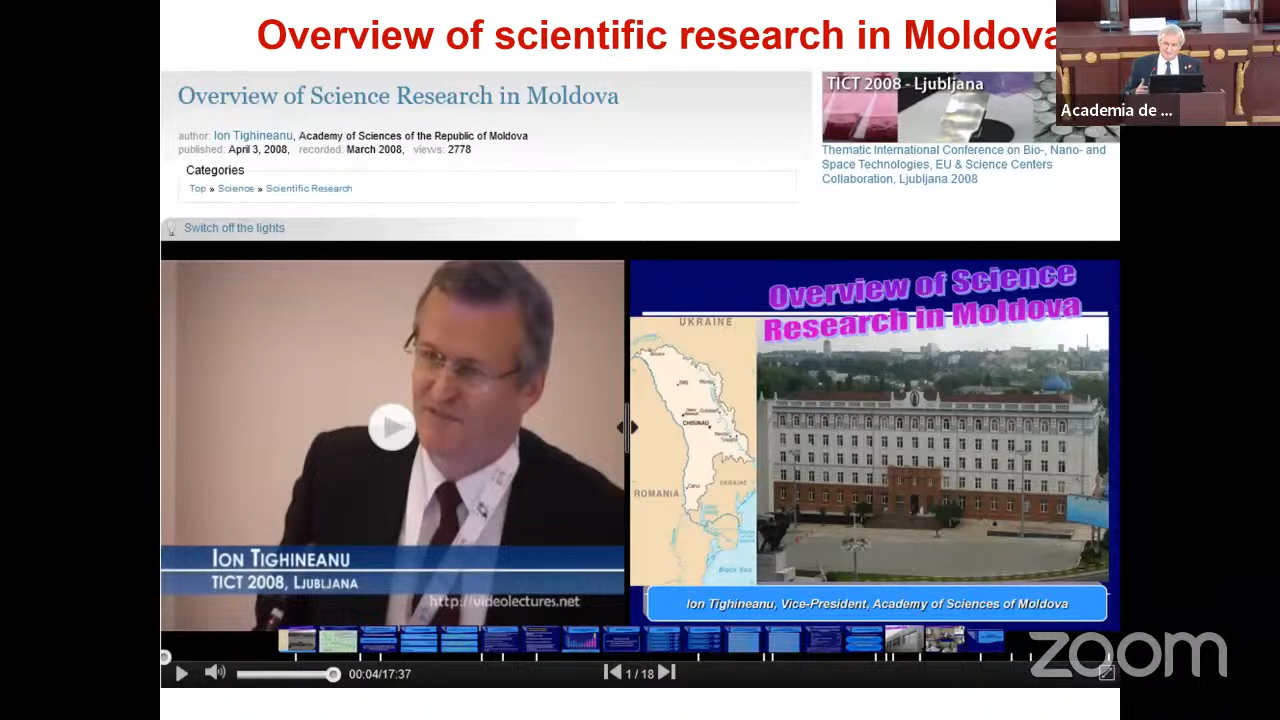 Overview of scientific research in Moldova
Academia de ...
Overview of Science Research in Moldova
author: Ion Tighineanu, Academy of Sciences of the Republic of Moldova
published: April 3, 2008, recorded: March 2008, views: 2778
Categories
Top » Science » Scientific Research
TICT 2008 - Ljubljana
Thematic International Conference on Bio-, Nano- and
Space Technologies, EU & Science Centers
Collaboration, Ljubljana 2008
Switch off the lights
ION TIGHINEANU
TICT 2008, LJUBLJANA
http://videolectures.net
Overview of Science
Research in Moldova
UKRAINE
CHISINAU
UKRAINE
ROMANIA
Black Sea
Ion Tighineanu, Vice-President, Academy of Sciences of Moldova
00:04/17:37
1 / 18
zoom